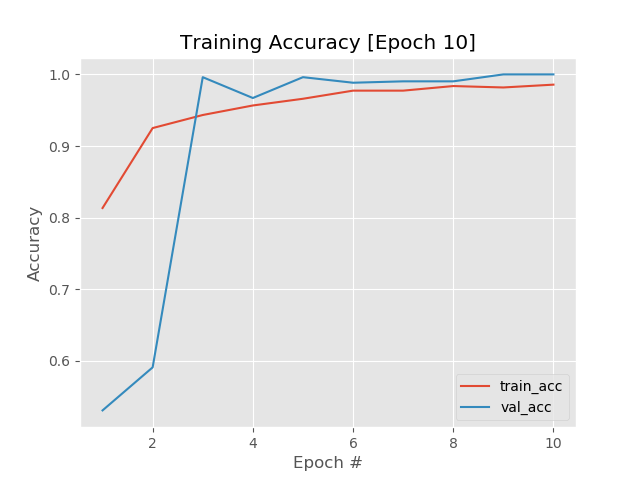 Training Accuracy [Epoch 10]
1.0
0.9
0.8
0.7
0.6
Accuracy
train_acc
val_acc
2 4 6 8 10
Epoch #